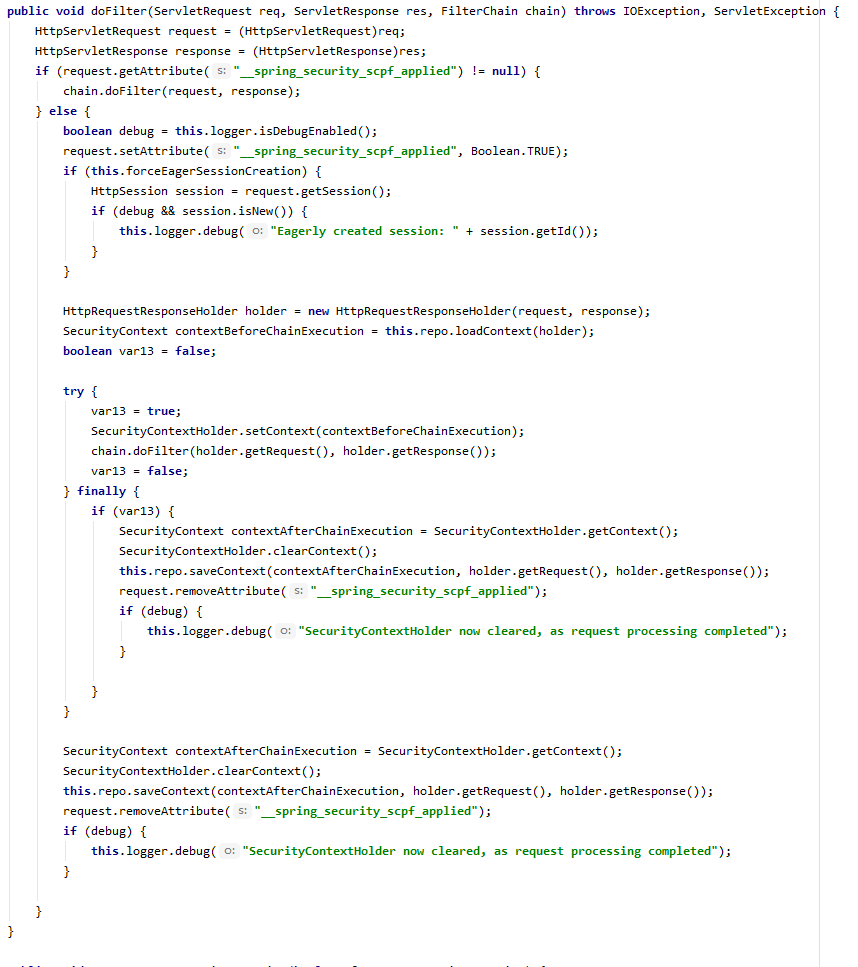 public void doFilter(ServletRequest req, ServletResponse res, FilterChain chain) throws IOException, ServletException {
    HttpServletRequest request = (HttpServletRequest)req;
    HttpServletResponse response = (HttpServletResponse)res;
    if (request.getAttribute( s: "__spring_security_scpf_applied") != null) {
        chain.doFilter(request, response);
    } else {
        boolean debug = this.logger.isDebugEnabled();
        request.setAttribute( s: "__spring_security_scpf_applied", Boolean.TRUE);
        if (this.forceEagerSessionCreation) {
            HttpSession session = request.getSession();
            if (debug && session.isNew()) {
                this.logger.debug( o: "Eagerly created session: " + session.getId());
            }
        }
        HttpRequestResponseHolder holder = new HttpRequestResponseHolder(request, response);
        SecurityContext contextBeforeChainExecution = this.repo.loadContext(holder);
        boolean var13 = false;
        try {
            var13 = true;
            SecurityContextHolder.setContext(contextBeforeChainExecution);
            chain.doFilter(holder.getRequest(), holder.getResponse());
            var13 = false;
        } finally {
            if (var13) {
                SecurityContext contextAfterChainExecution = SecurityContextHolder.getContext();
                SecurityContextHolder.clearContext();
                this.repo.saveContext(contextAfterChainExecution, holder.getRequest(), holder.getResponse());
                request.removeAttribute( s: "__spring_security_scpf_applied");
                if (debug) {
                    this.logger.debug( o: "SecurityContextHolder now cleared, as request processing completed");
                }
            }
        }
        SecurityContext contextAfterChainExecution = SecurityContextHolder.getContext();
        SecurityContextHolder.clearContext();
        this.repo.saveContext(contextAfterChainExecution, holder.getRequest(), holder.getResponse());
        request.removeAttribute( s: "__spring_security_scpf_applied");
        if (debug) {
            this.logger.debug( o: "SecurityContextHolder now cleared, as request processing completed");
        }
    }
}